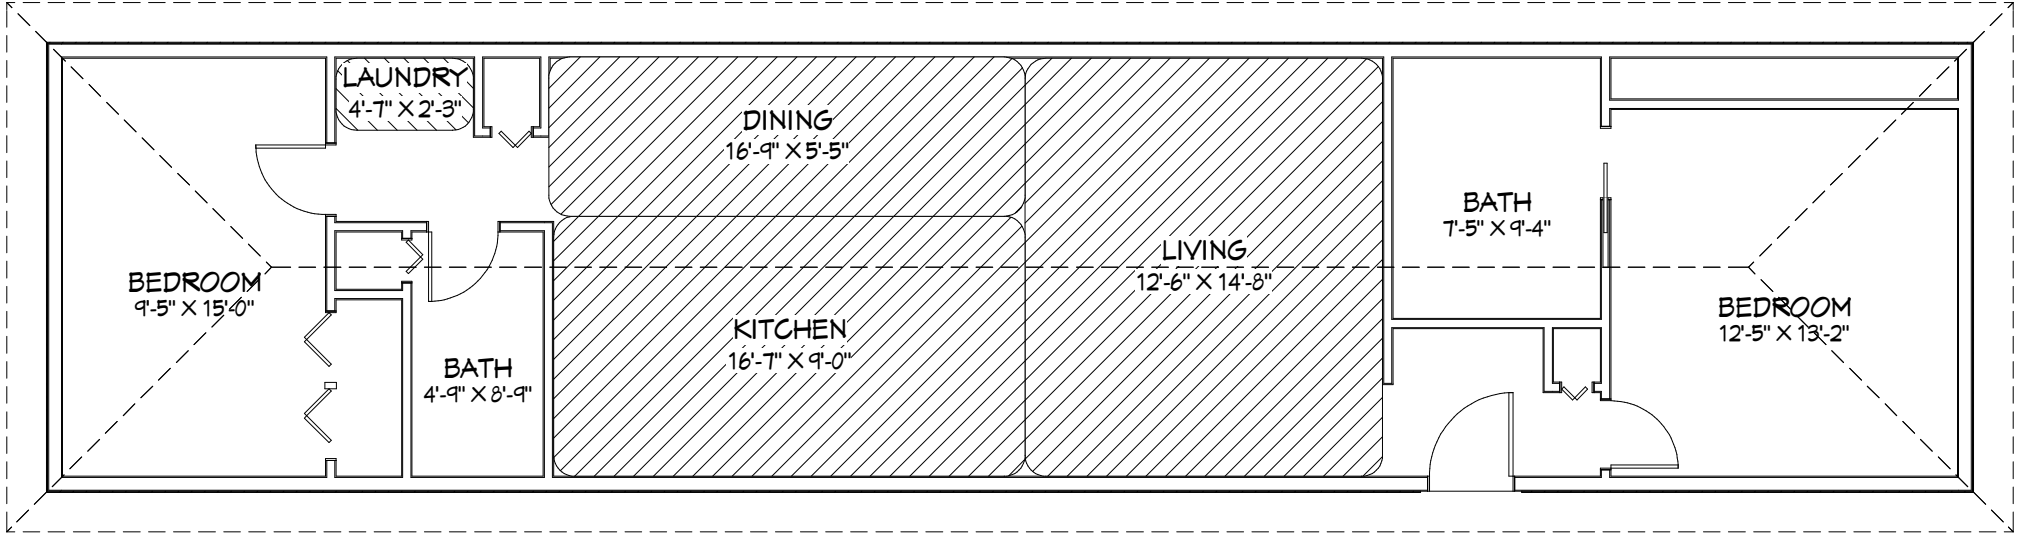 LAUNDRY
4'-7" X 2'-3"
DINING
16'-9" X 5'-5"
BATH
7'-5" X 9'-4"
LIVING
12'-6" X 14'-8"
BEDROOM
9'-5" X 15'-0"
BEDROOM
12'-5" X 13'-2"
KITCHEN
16'-7" X 9'-0"
BATH
4'-9" X 8'-9"